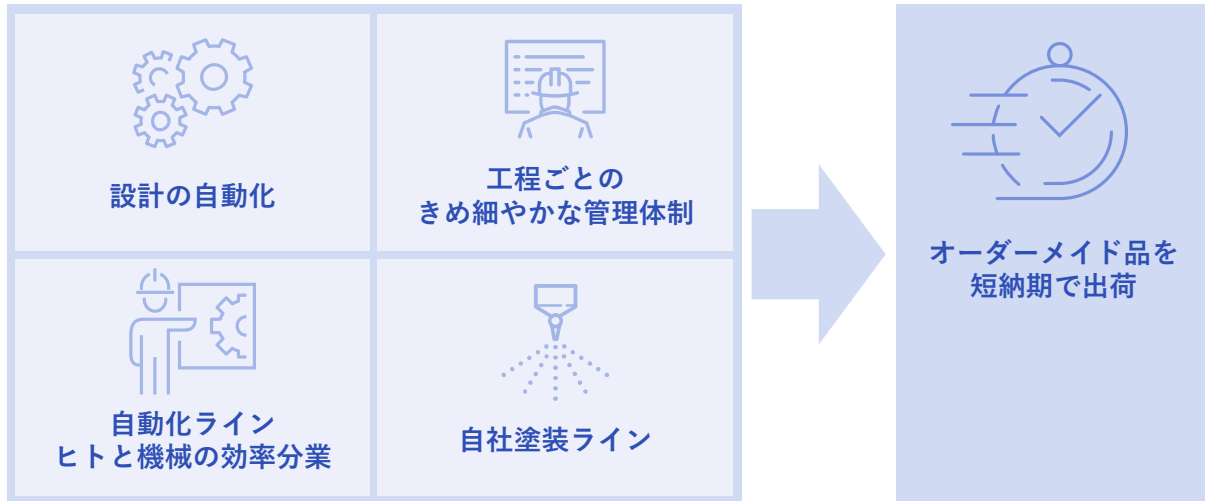 設計の自動化
工程ごとの
きめ細やかな管理体制
自動化ライン
ヒトと機械の効率分業
自社塗装ライン
オーダーメイド品を
短納期で出荷